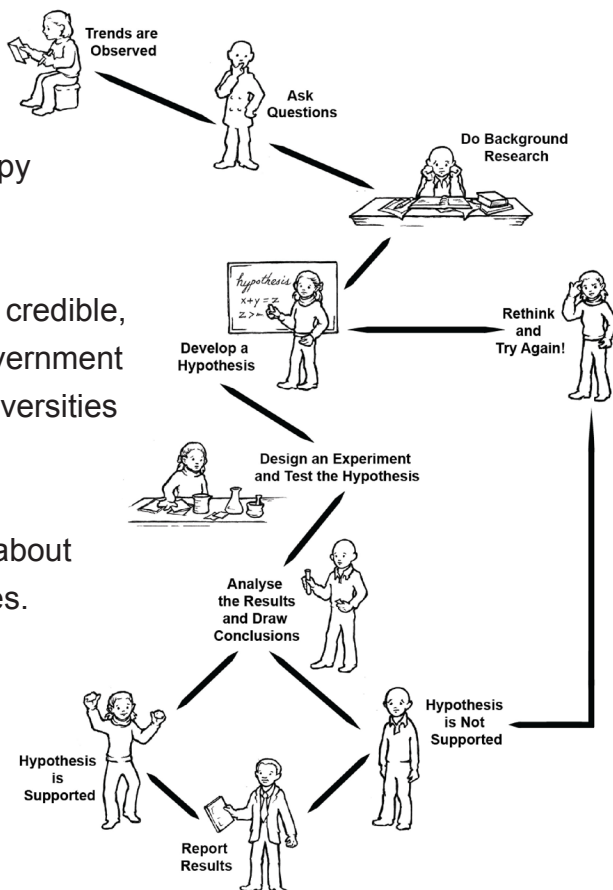 Trends are
Observed
Ask
Questions
Do Background
Research
py
credible,
vernment
versities
about
es.
hypothesis
x+y=z
Develop a
Hypothesis
Rethink
and
Try Again!
Design an Experiment
and Test the Hypothesis
Analyse
the Results
and Draw
Conclusions
Hypothesis
is
Supported
Hypothesis
is Not
Supported
Report
Results